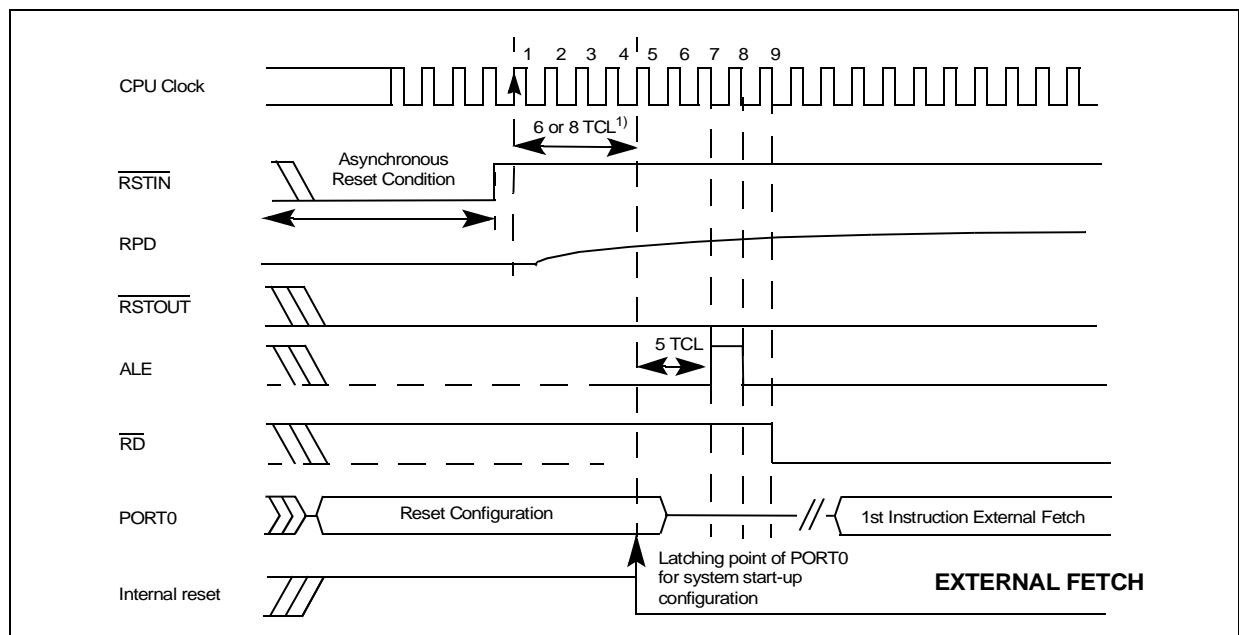 1 2 3 4 5 6 7 8 9
CPU Clock
6 or 8 TCL1)
Asynchronous
Reset Condition
RSTIN
RPD
RSTOUT
5 TCL
ALE
RD
PORT0
Reset Configuration
1st Instruction External Fetch
Latching point of PORT0
for system start-up
configuration
EXTERNAL FETCH
Internal reset